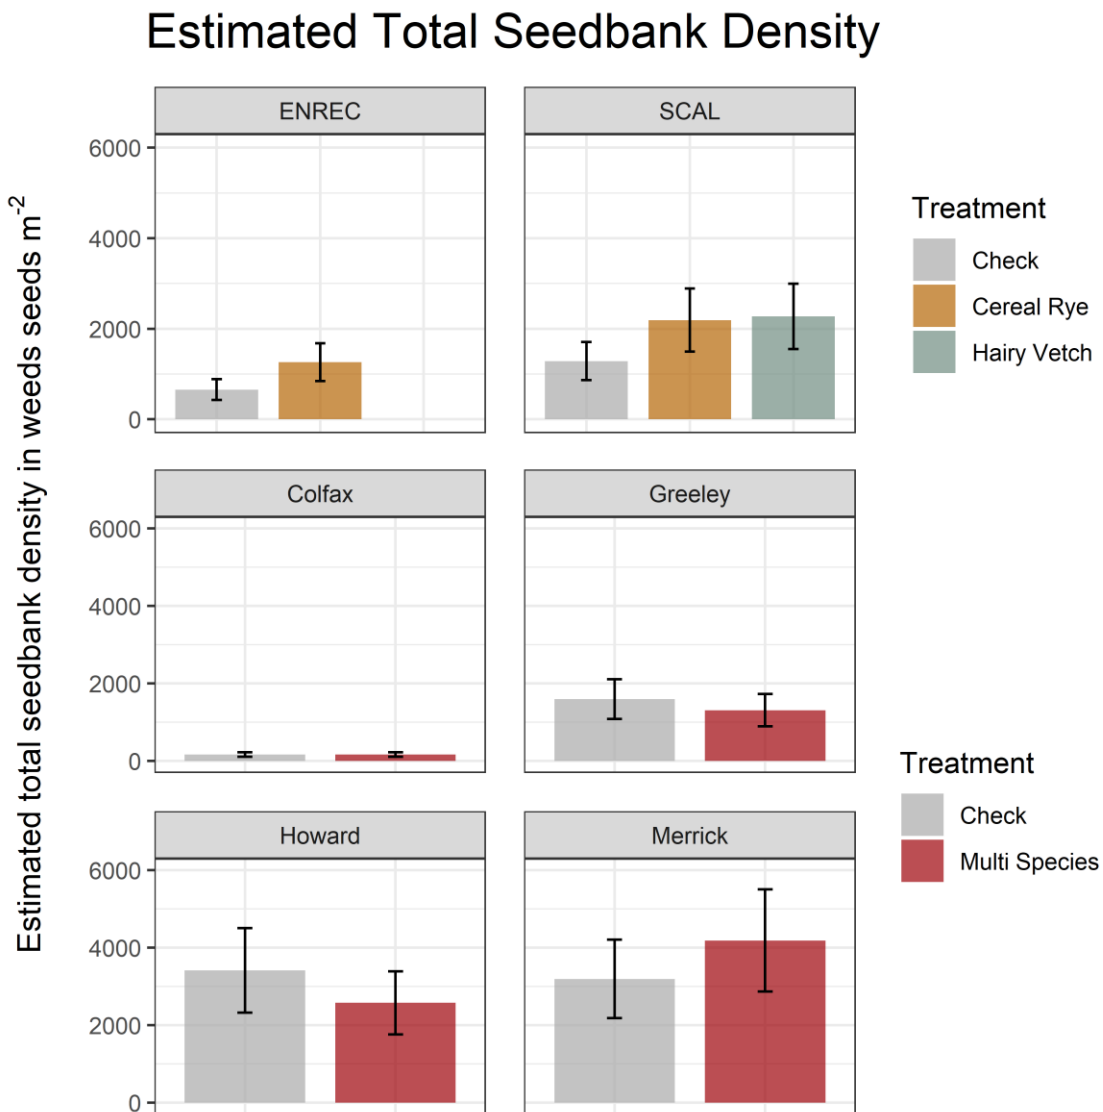 Estimated Total Seedbank Density
Estimated total seedbank density in weeds seeds m-2
ENREC
SCAL
6000
4000
2000
0
Treatment
Check
Cereal Rye
Hairy Vetch
Colfax
Greeley
6000
4000
2000
0
Howard
Merrick
6000
4000
2000
0
Treatment
Check
Multi Species